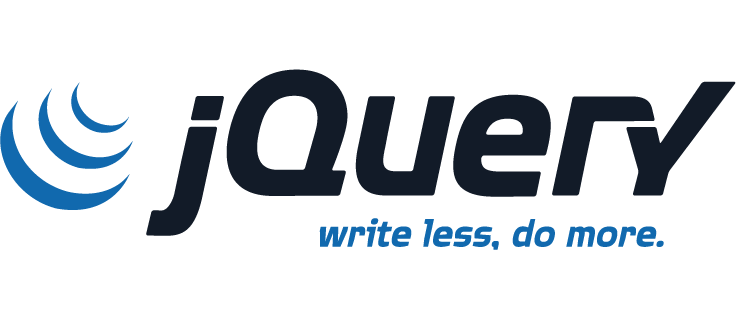 jQuery
write less, do more.